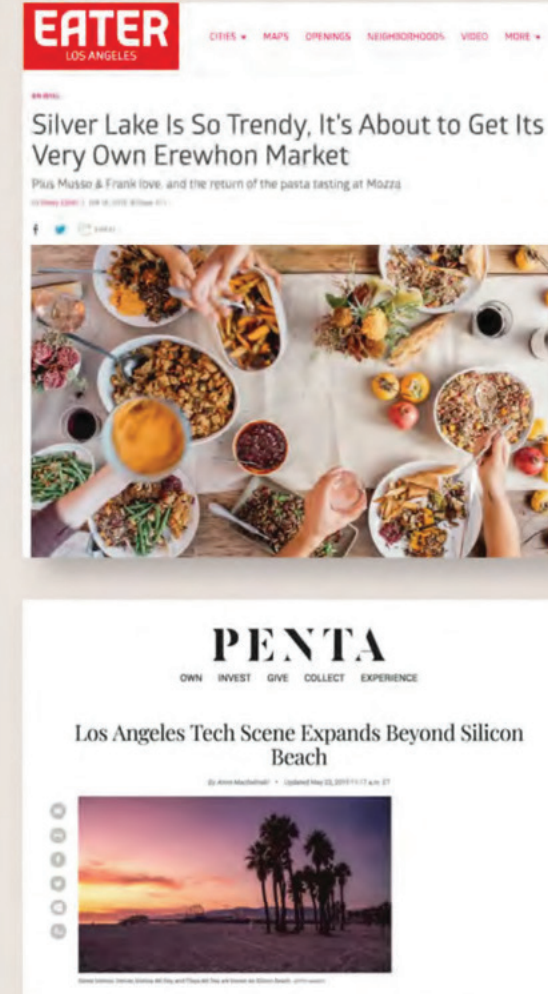 EATER
LOS ANGELES
CITIES MAPS OPENINGS NEIGHBORHOODS VIDEO MORE
Silver Lake Is So Trendy, It's About to Get Its
Very Own Erewhon Market
Plus Musso & Frank love, and the return of the pasta tasting at Mozza
PENTA
OWN INVEST GIVE COLLECT EXPERIENCE
Los Angeles Tech Scene Expands Beyond Silicon
Beach